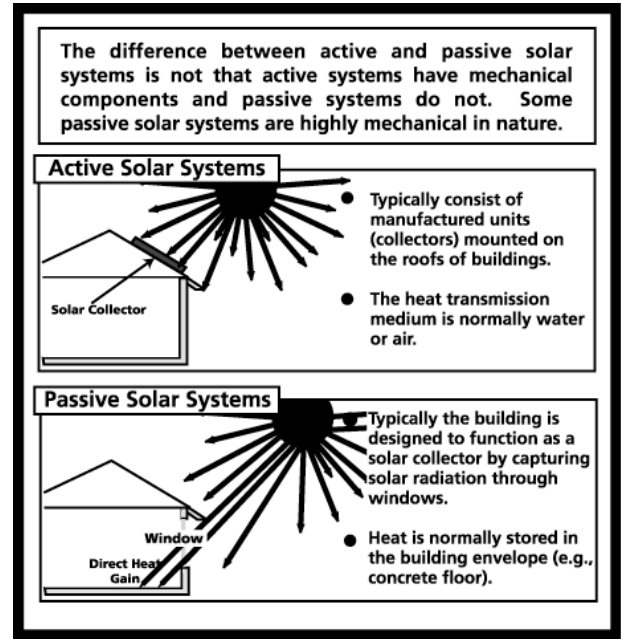 The difference between active and passive solar
systems is not that active systems have mechanical
components and passive systems do not. Some
passive solar systems are highly mechanical in nature.
Active Solar Systems
Solar Collector
● Typically consist of
manufactured units
(collectors) mounted on
the roofs of buildings.
● The heat transmission
medium is normally water
or air.
Passive Solar Systems
Window
Direct Heat
Gain
● Typically the building is
designed to function as a
solar collector by capturing
solar radiation through
windows.
● Heat is normally stored in
the building envelope (e.g.,
concrete floor).